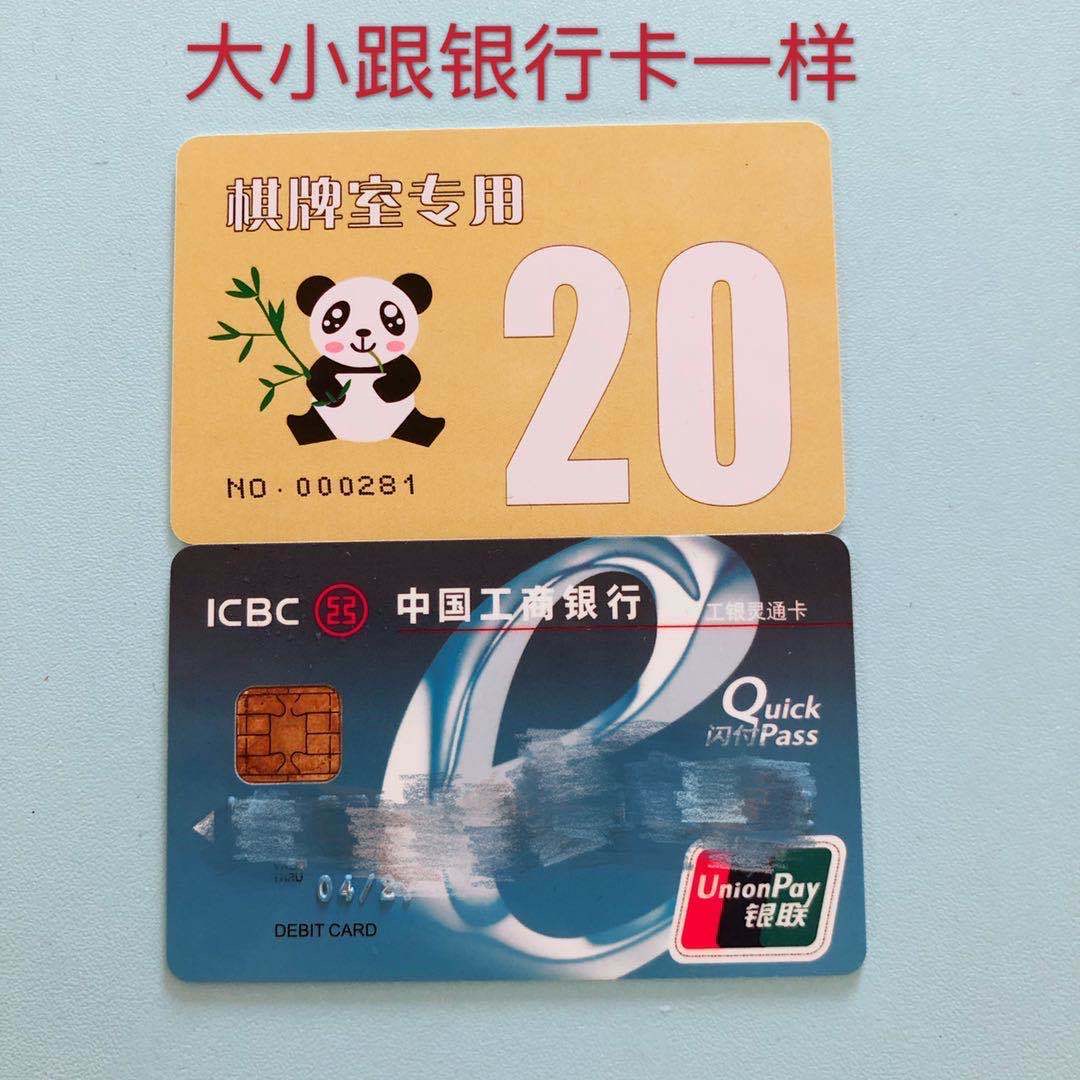 大小跟银行卡一样
棋牌室专用
20
NO.000281
ICBC 中国工商银行 工银灵通卡
Quick
闪付Pass
04/2
DEBIT CARD
UnionPay
银联